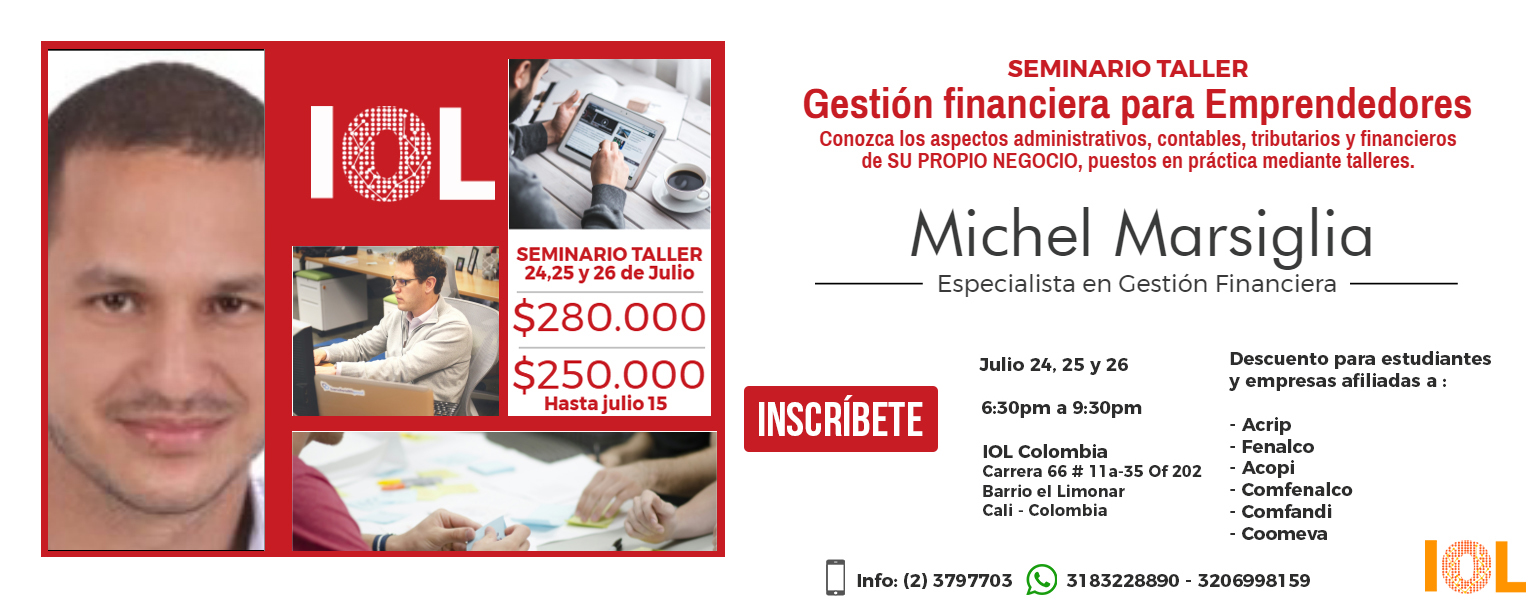 IOL
SEMINARIO TALLER
24,25 y 26 de Julio
$280.000
$250.000
Hasta julio 15
SEMINARIO TALLER
Gestión financiera para Emprendedores
Conozca los aspectos administrativos, contables, tributarios y financieros
de SU PROPIO NEGOCIO, puestos en práctica mediante talleres.
Michel Marsiglia
Especialista en Gestión Financiera
INSCRÍBETE
Julio 24, 25 y 26
6:30pm a 9:30pm
IOL Colombia
Carrera 66 # 11a-35 Of 202
Barrio el Limonar
Cali - Colombia
Descuento para estudiantes
y empresas afiliadas a :
- Acrip
- Fenalco
- Acopi
- Comfenalco
- Comfandi
- Coomeva
Info: (2) 3797703 3183228890 - 3206998159
IOL